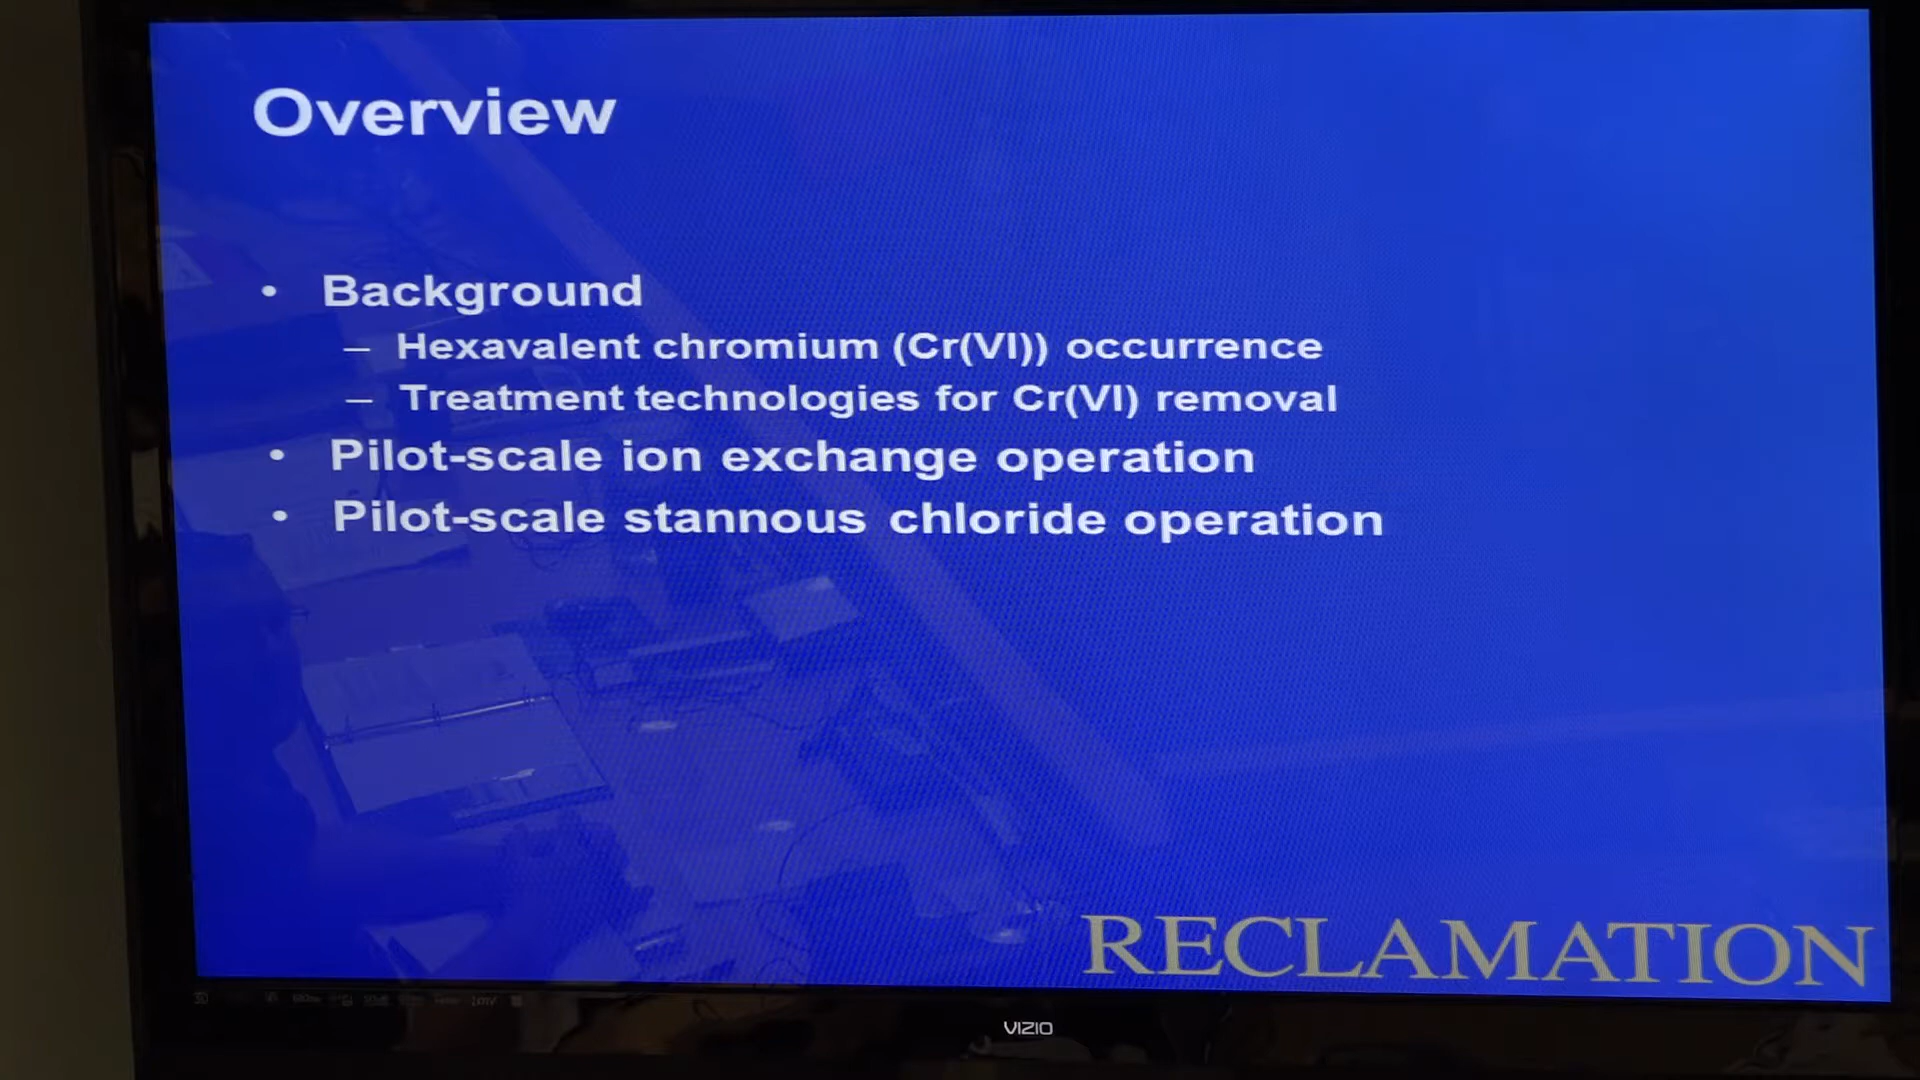 Overview
• Background
– Hexavalent chromium (Cr(VI)) occurrence
– Treatment technologies for Cr(VI) removal
• Pilot-scale ion exchange operation
• Pilot-scale stannous chloride operation
RECLAMATION
VIZIO